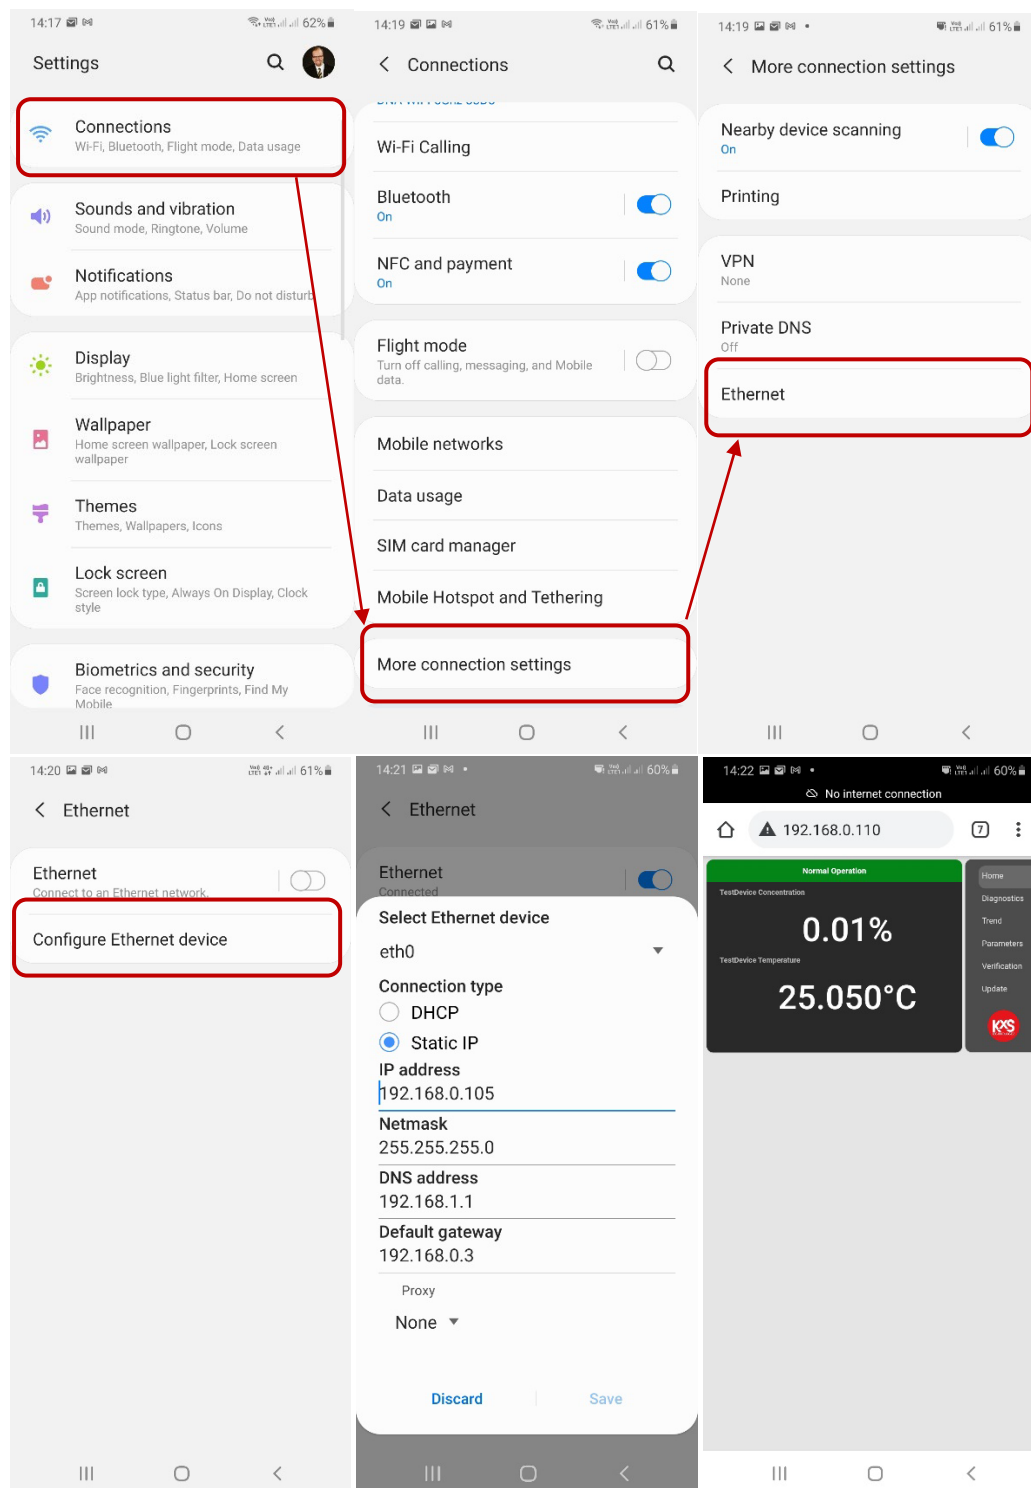 14:17
62%
Settings
Connections
Wi-Fi, Bluetooth, Flight mode, Data usage
Sounds and vibration
Sound mode, Ringtone, Volume
Notifications
App notifications, Status bar, Do not disturb
Display
Brightness, Blue light filter, Home screen
Wallpaper
Home screen wallpaper, Lock screen
wallpaper
Themes
Themes, Wallpapers, Icons
Lock screen
Screen lock type, Always On Display, Clock
style
Biometrics and security
Face recognition, Fingerprints, Find My
Mobile
14:19
61%
Connections
Wi-Fi Calling
Bluetooth
On
NFC and payment
On
Flight mode
Turn off calling, messaging, and Mobile
data.
Mobile networks
Data usage
SIM card manager
Mobile Hotspot and Tethering
More connection settings
14:19
61%
More connection settings
Nearby device scanning
On
Printing
VPN
None
Private DNS
Off
Ethernet
14:20
61%
Ethernet
Ethernet
Connect to an Ethernet network.
Configure Ethernet device
14:21
60%
Ethernet
Ethernet
Connected
Select Ethernet device
eth0
Connection type
DHCP
Static IP
IP address
192.168.0.105
Netmask
255.255.255.0
DNS address
192.168.1.1
Default gateway
192.168.0.3
Proxy
None
Discard
Save
14:22
60%
No internet connection
192.168.0.110
7
Normal Operation
TestDevice Concentration
0.01%
TestDevice Temperature
25.050°C
Home
Diagnostics
Trend
Parameters
Verification
Update
KXS